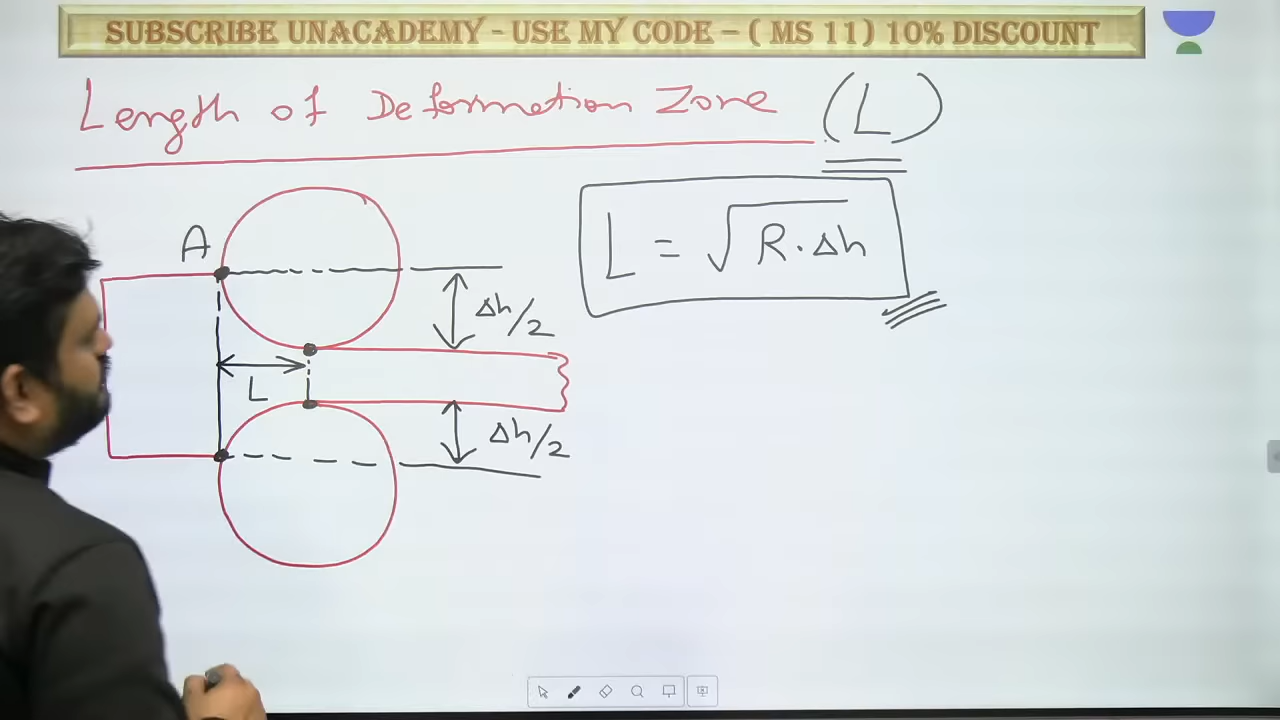 SUBSCRIBE UNACADEMY - USE MY CODE – ( MS 11) 10% DISCOUNT
Length of Deformation Zone (L)
L = √R·Δh
A
Δh/2
L
Δh/2